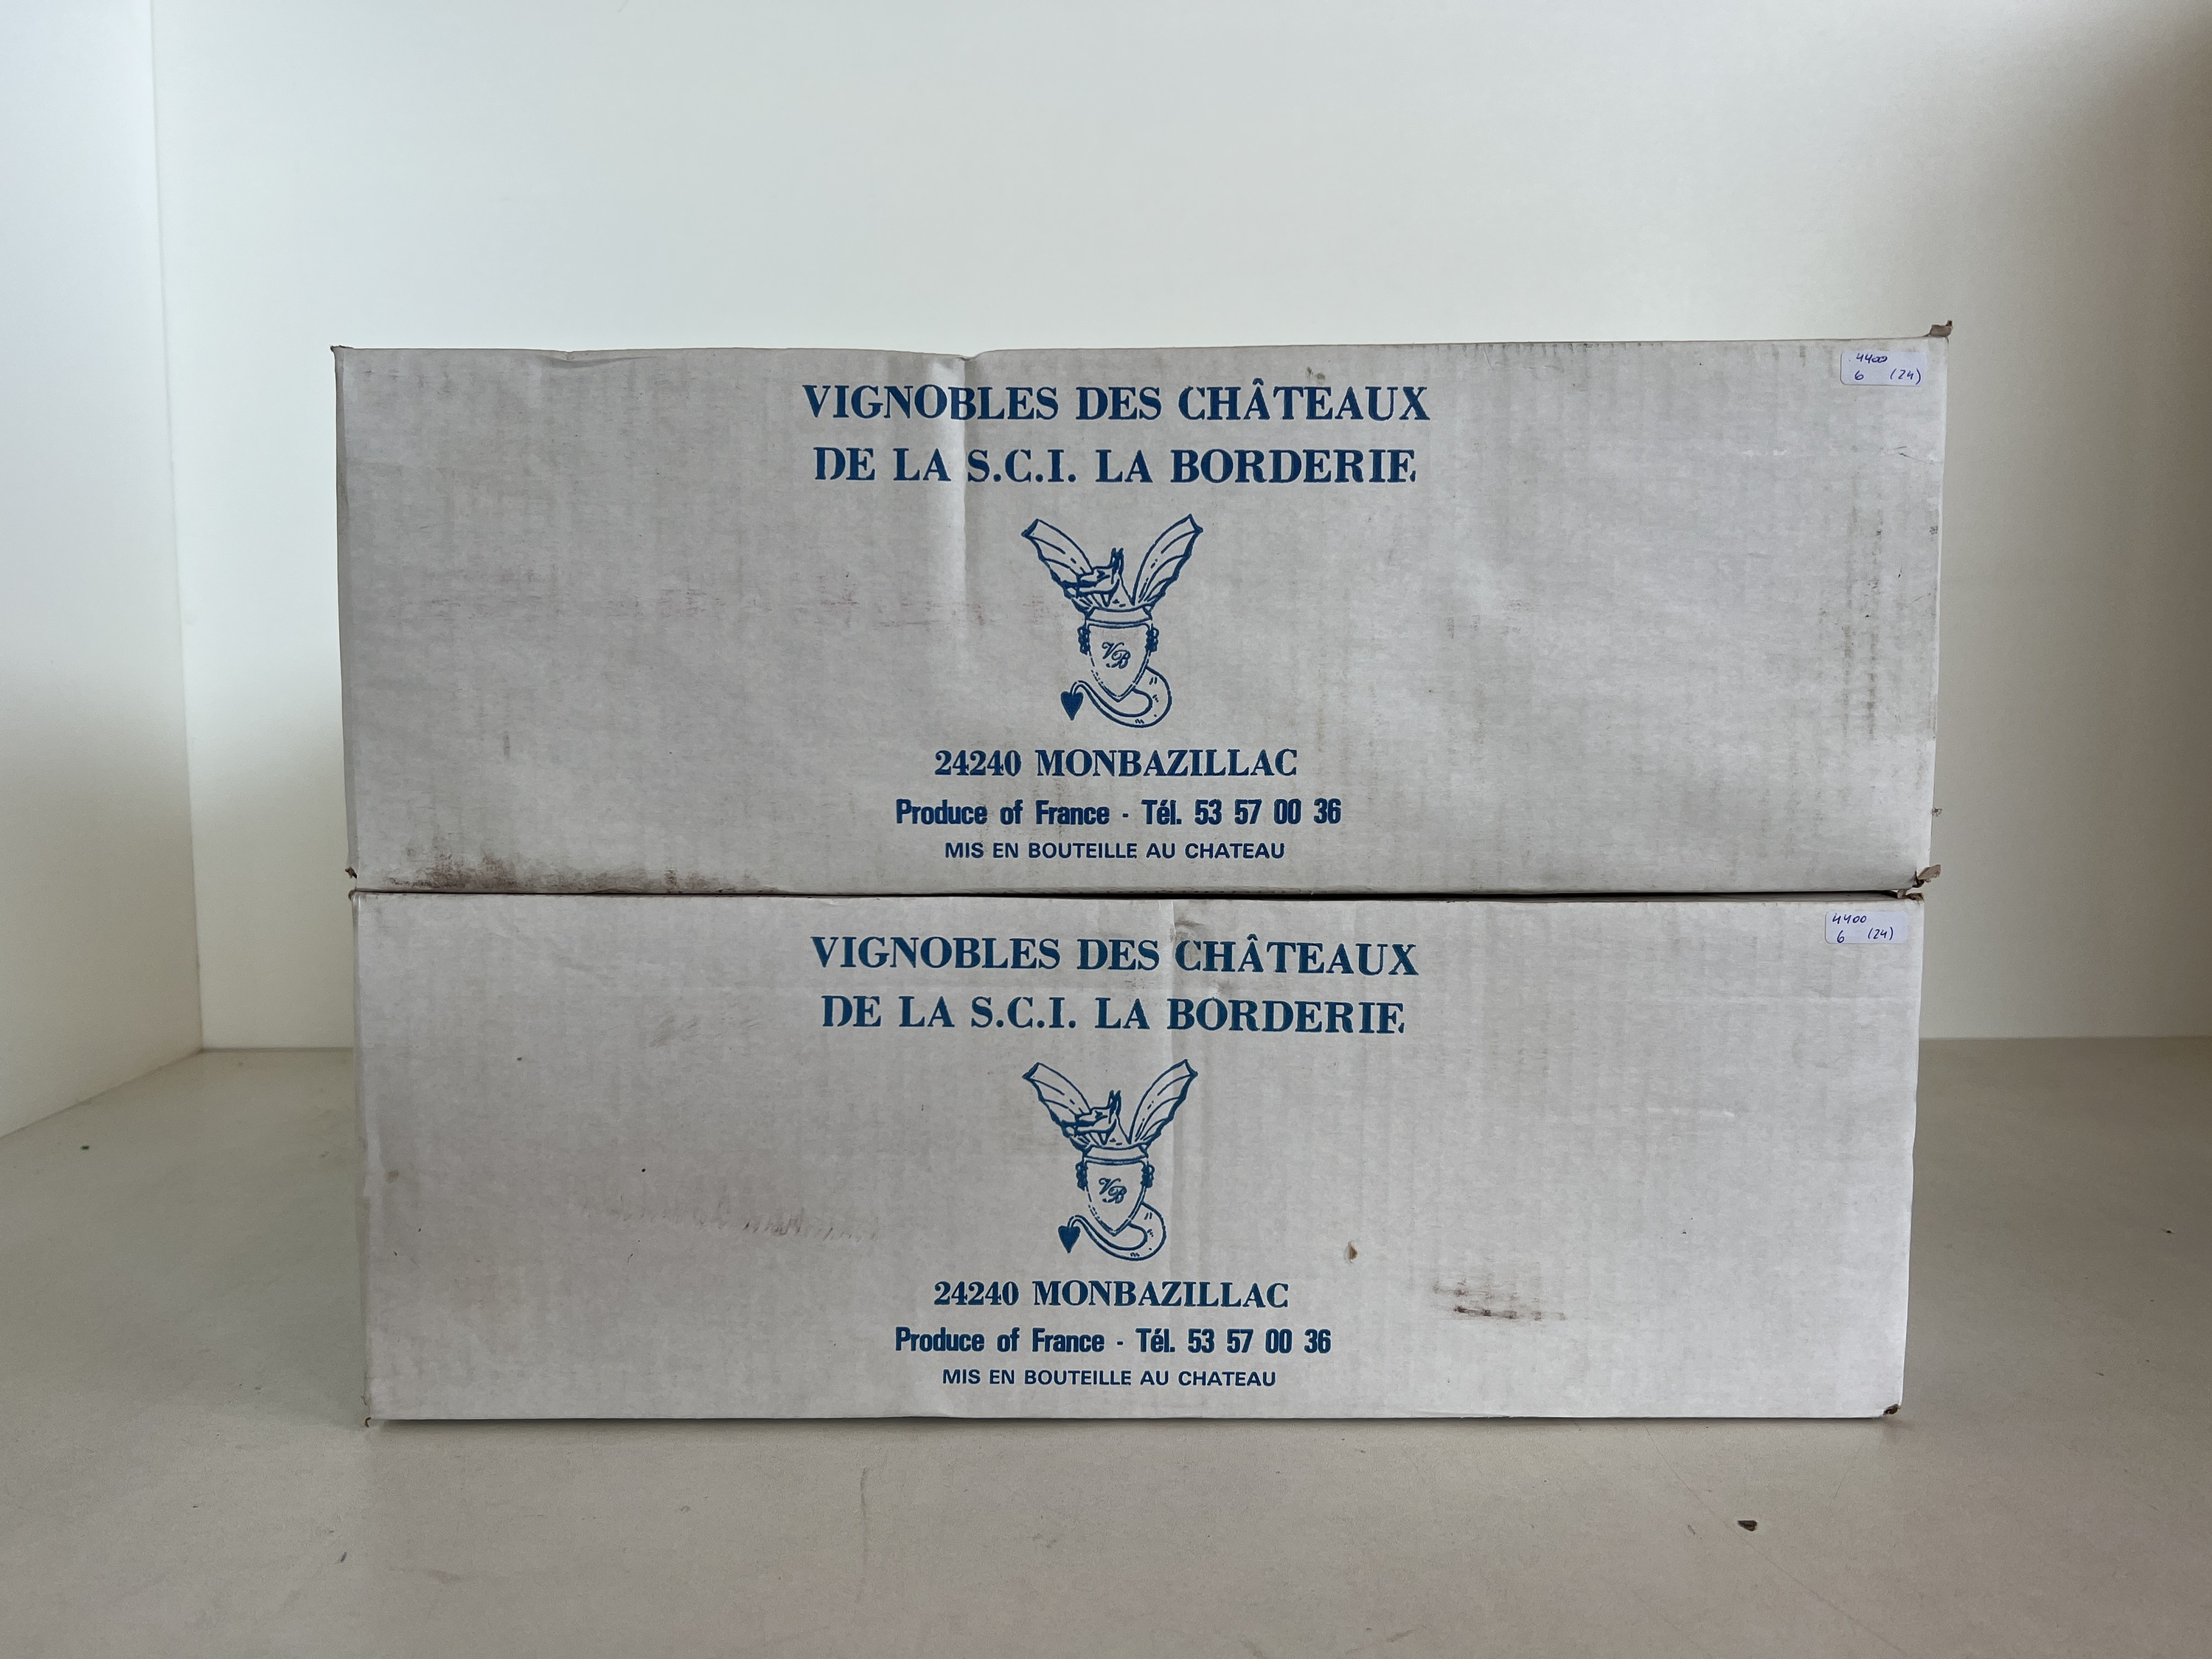 4400
6 (24)
VIGNOBLES DES CHÂTEAUX
DE LA S.C.I. LA BORDERIE
VB
24240 MONBAZILLAC
Produce of France - Tél. 53 57 00 36
MIS EN BOUTEILLE AU CHATEAU
4400
6 (24)
VIGNOBLES DES CHÂTEAUX
DE LA S.C.I. LA BORDERIE
VB
24240 MONBAZILLAC
Produce of France - Tél. 53 57 00 36
MIS EN BOUTEILLE AU CHATEAU